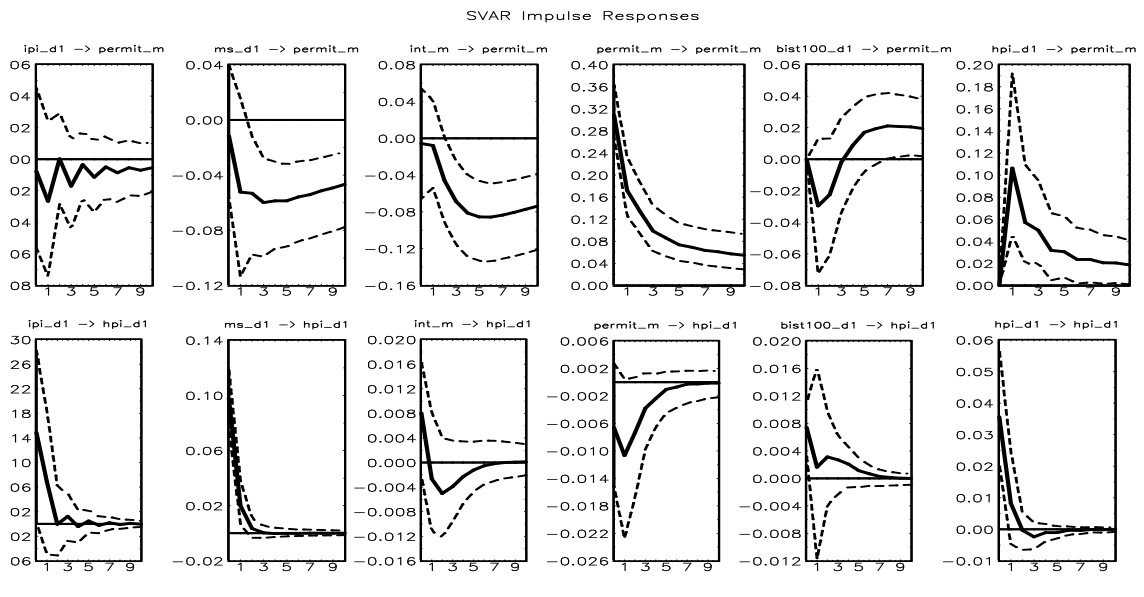 SVAR Impulse Responses
ipi_d1 -> permit_m ms_d1 -> permit_m int_m -> permit_m permit_m -> permit_m bist100_d1 -> permit_m hpi_d1 -> permit_m
06 04 02 00 02 04 06 08
1 3 5 7 9
0.04 0.00 -0.04 -0.08 -0.12
1 3 5 7 9
0.08 0.04 0.00 -0.04 -0.08 -0.12 -0.16
1 3 5 7 9
0.40 0.36 0.32 0.28 0.24 0.20 0.16 0.12 0.08 0.04 0.00
1 3 5 7 9
0.06 0.04 0.02 0.00 -0.02 -0.04 -0.06 -0.08
1 3 5 7 9
0.20 0.18 0.16 0.14 0.12 0.10 0.08 0.06 0.04 0.02 0.00
1 3 5 7 9
ipi_d1 -> hpi_d1 ms_d1 -> hpi_d1 int_m -> hpi_d1 permit_m -> hpi_d1 bist100_d1 -> hpi_d1 hpi_d1 -> hpi_d1
30 26 22 18 14 10 06 02 02 06
1 3 5 7 9
0.14 0.10 0.06 0.02 -0.02
1 3 5 7 9
0.020 0.016 0.012 0.008 0.004 0.000 -0.004 -0.008 -0.012 -0.016
1 3 5 7 9
0.006 0.002 -0.002 -0.006 -0.010 -0.014 -0.018 -0.022 -0.026
1 3 5 7 9
0.020 0.016 0.012 0.008 0.004 0.000 -0.004 -0.008 -0.012
1 3 5 7 9
0.06 0.05 0.04 0.03 0.02 0.01 0.00 -0.01
1 3 5 7 9